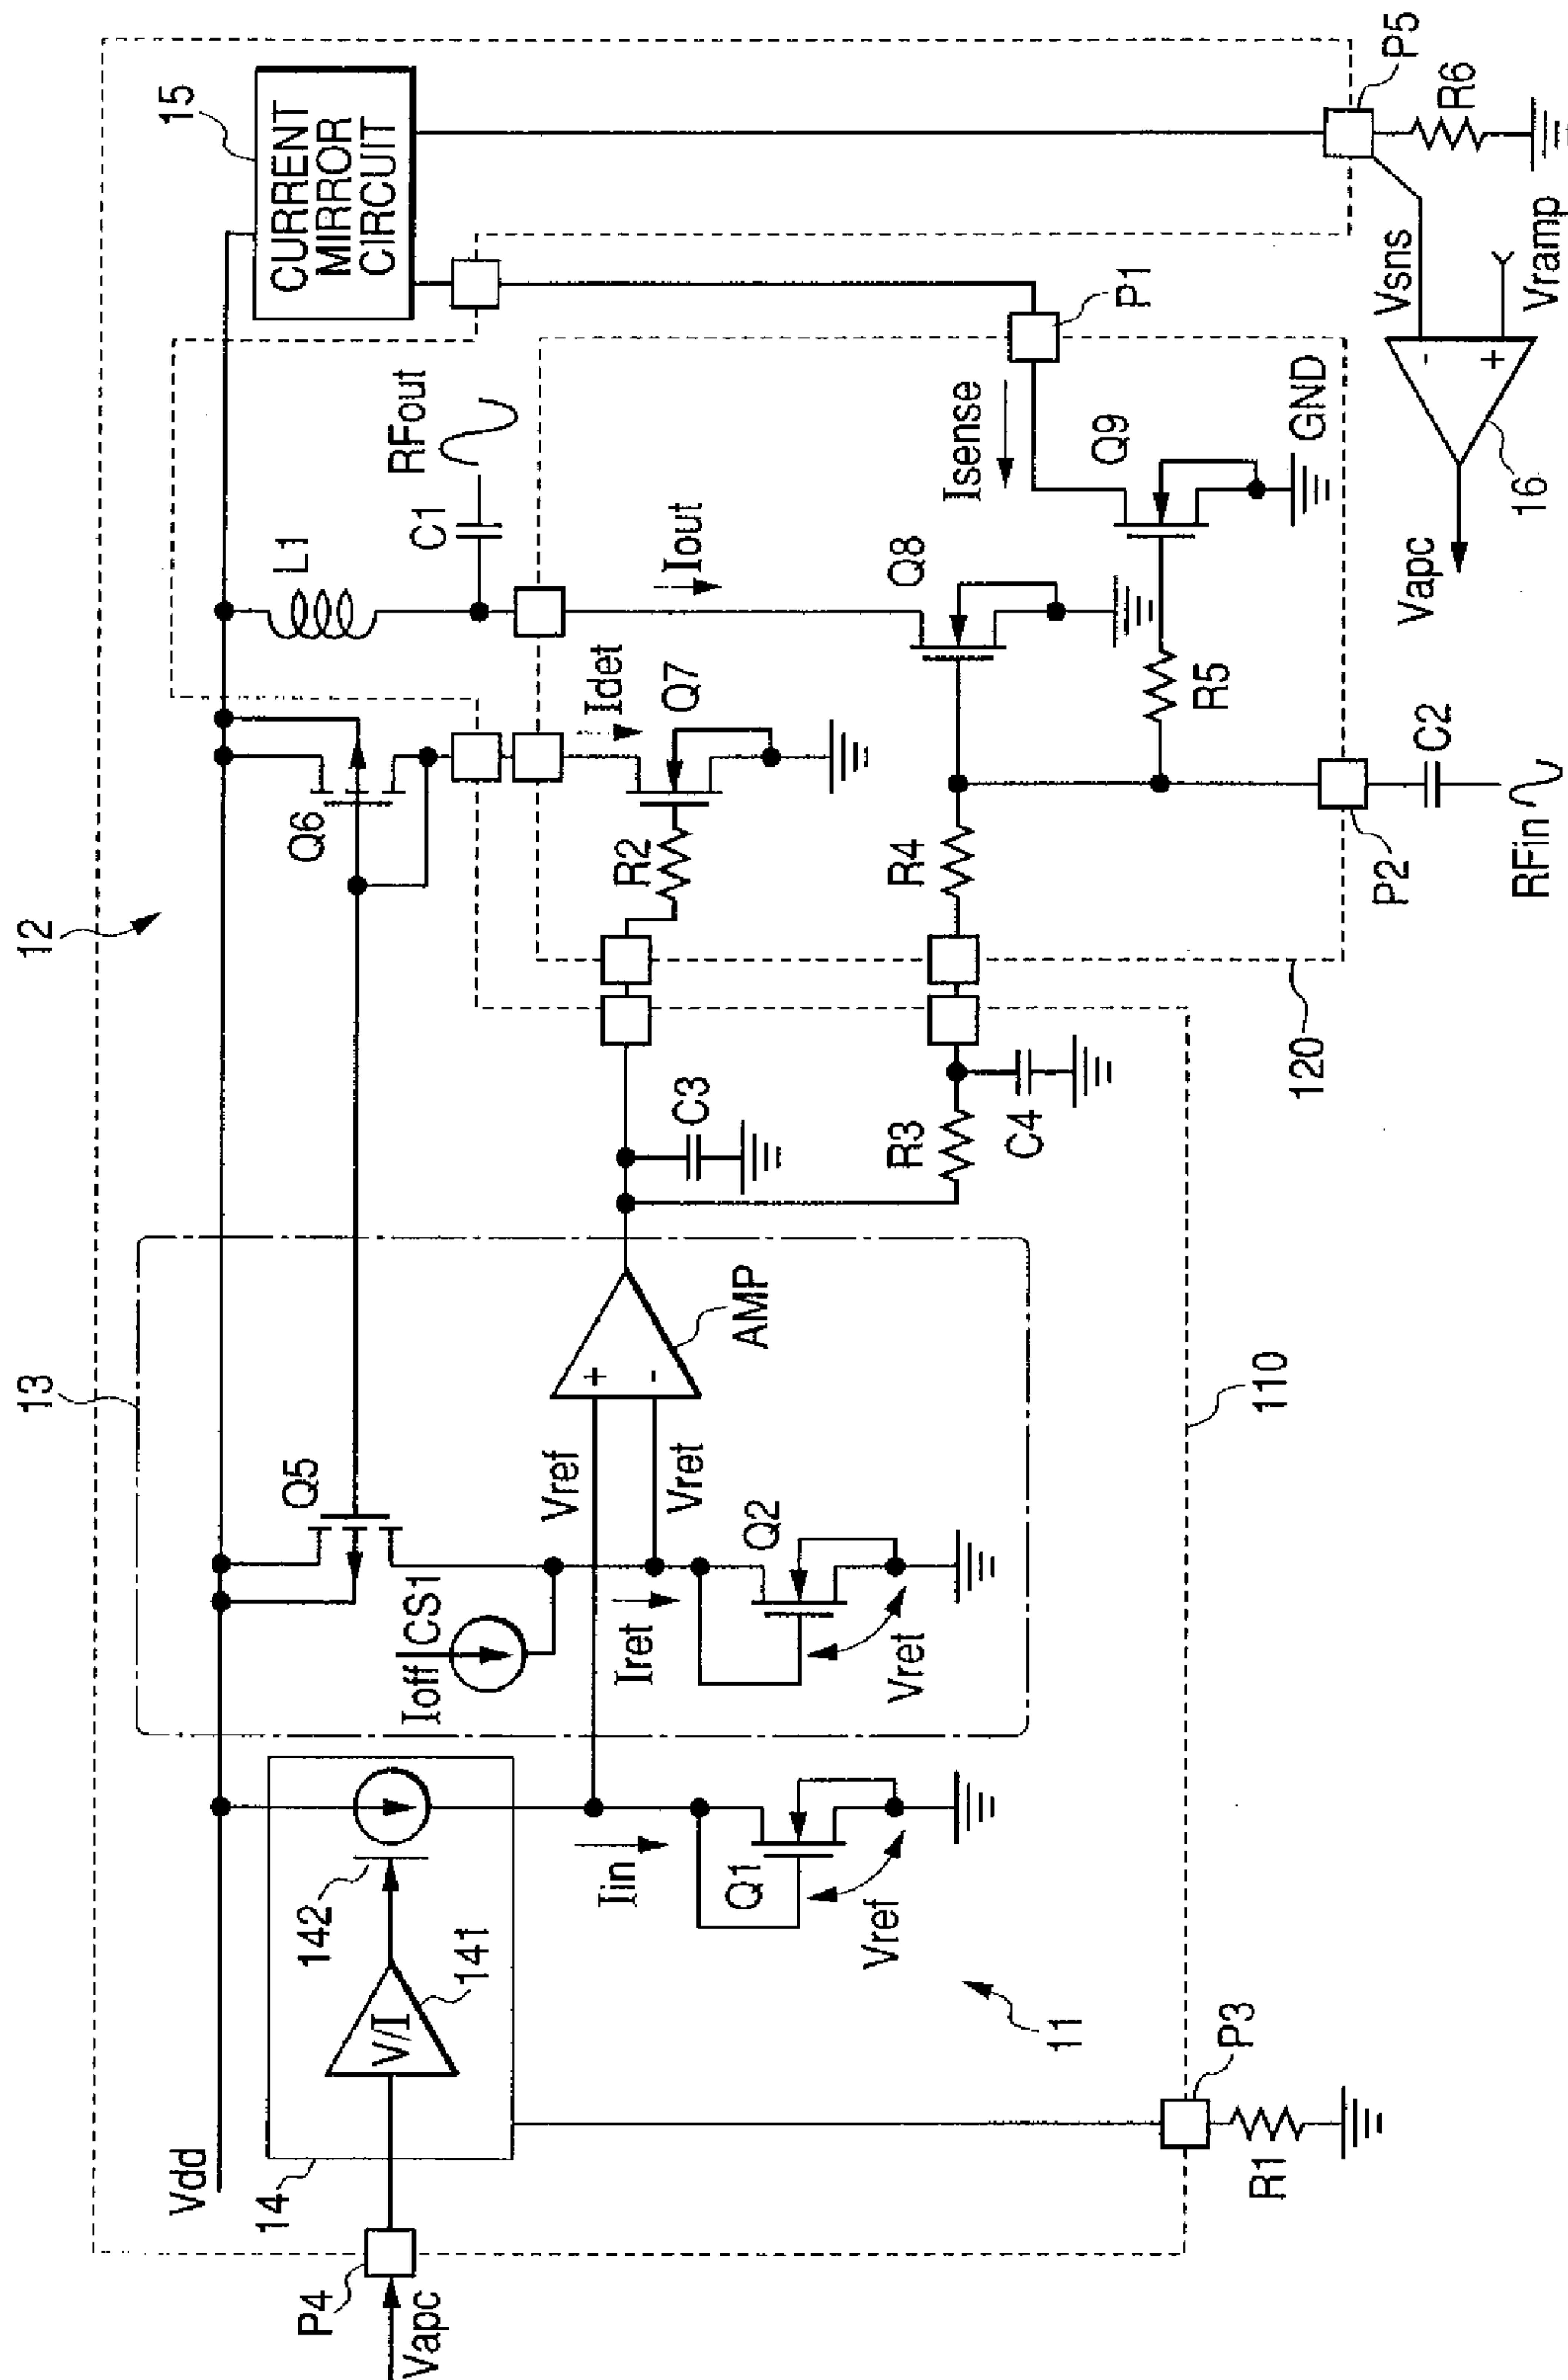 12
13
15
CURRENT
MIRROR
CIRCUIT
Vdd
14
142
141
V/I
P4
Vapc
Q5
Q6
L1
C1
RFout
Ioff
CS1
Iin
Iret
Vref
Vret
AMP
Q1
Vref
Q2
Vret
+
-
C3
R3
C4
R2
R4
Idet
Q7
Iout
Q8
Isense
Q9
GND
P1
R5
11
P3
R1
110
120
P2
C2
RFin
P5
R6
Vsns
Vramp
-
+
16
Vapc